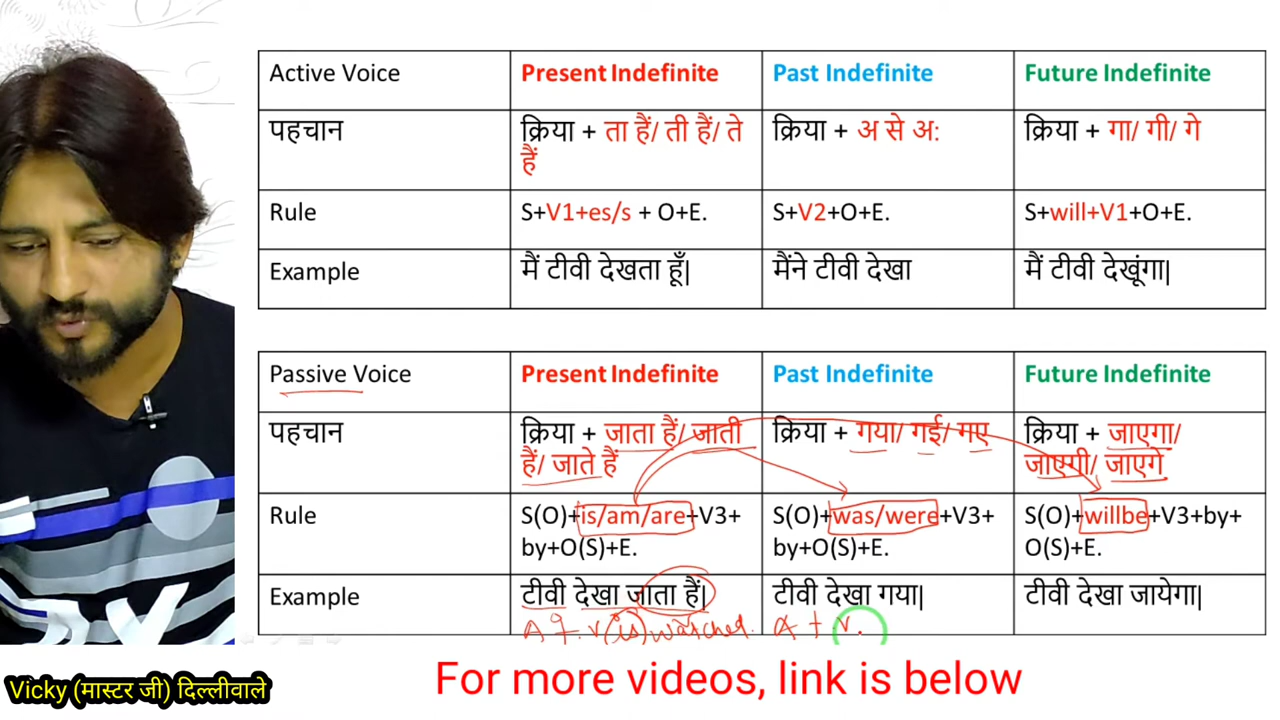 Active Voice Present Indefinite Past Indefinite Future Indefinite
पहचान क्रिया + ता हैं/ ती हैं/ ते क्रिया + अ से अ: क्रिया + गा/ गी/ गे
हैं
Rule S+V1+es/s + O+E. S+V2+O+E. S+will+V1+O+E.
Example मैं टीवी देखता हूँ| मैंने टीवी देखा मैं टीवी देखूंगा|
Passive Voice Present Indefinite Past Indefinite Future Indefinite
पहचान क्रिया + जाता हैं/ जाती क्रिया + गया/ गई/ गए क्रिया + जाएगा/
हैं/ जाते हैं जाएगी/ जाएगे
Rule S(O)+is/am/are+V3+ S(O)+was/were+V3+ S(O)+willbe+V3+by+
by+O(S)+E. by+O(S)+E. O(S)+E.
Example टीवी देखा जाता हैं| टीवी देखा गया| टीवी देखा जायेगा|
is watched.
For more videos, link is below
Vicky (मास्टर जी) दिल्लीवाले